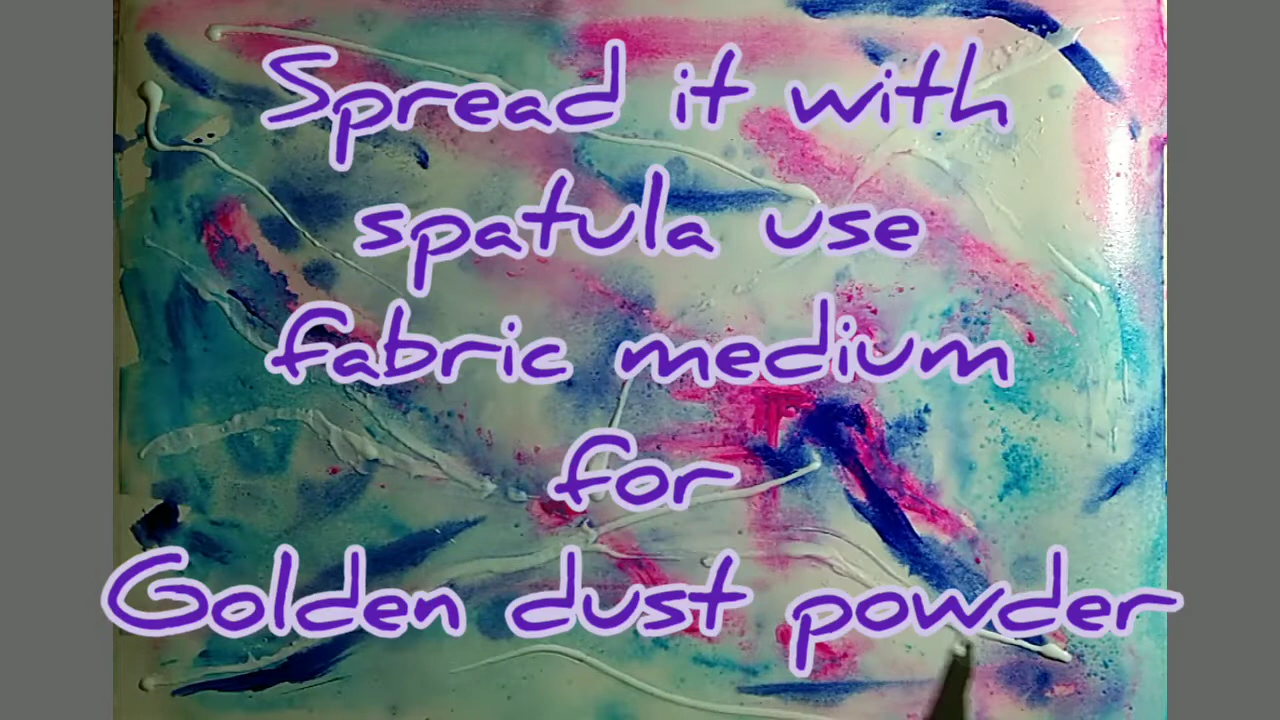 Spread it with
spatula use
fabric medium
for
Golden dust powder